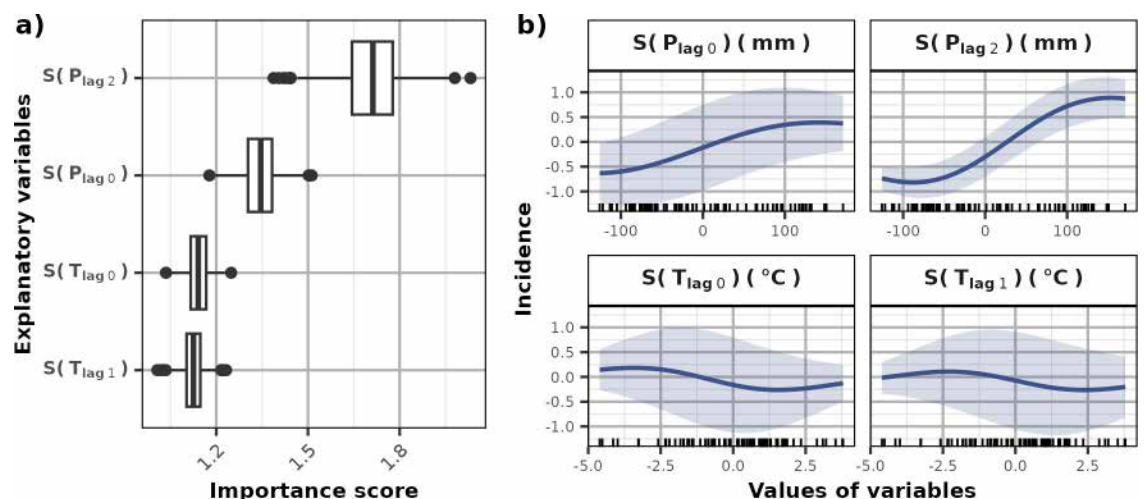 a)
Explanatory variables
S( P lag 2 )
S( P lag 0 )
S( T lag 0 )
S( T lag 1 )
1.2 1.5 1.8
Importance score
b)
Incidence
S( P lag 0 ) ( mm ) S( P lag 2 ) ( mm )
1.0
0.5
0.0
-0.5
-1.0
-100 0 100 -100 0 100
S( T lag 0 ) ( °C ) S( T lag 1 ) ( °C )
1.0
0.5
0.0
-0.5
-1.0
-5.0 -2.5 0.0 2.5 -5.0 -2.5 0.0 2.5
Values of variables